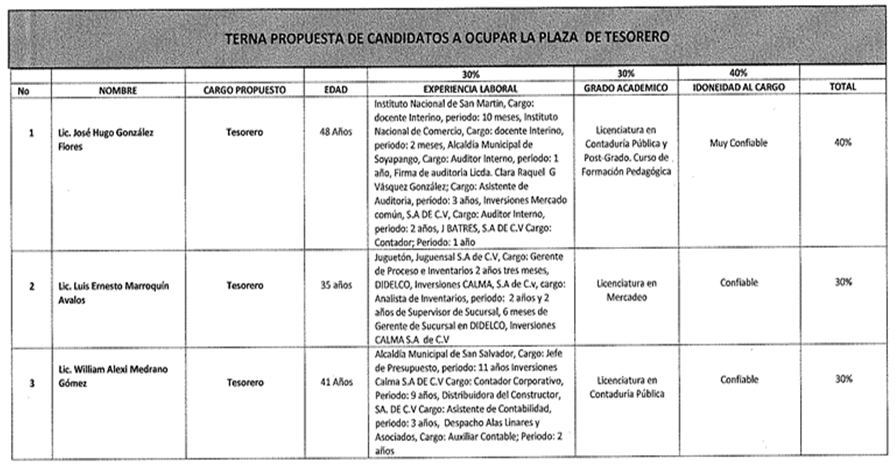 TERNA PROPUESTA DE CANDIDATOS A OCUPAR LA PLAZA DE TESORERO
30% 30% 40%
No NOMBRE CARGO PROPUESTO EDAD EXPERIENCIA LABORAL GRADO ACADEMICO IDONEIDAD AL CARGO TOTAL
1
Lic. José Hugo González
Flores
Tesorero
48 Años
Instituto Nacional de San Martin, Cargo:
docente Interino, periodo: 10 meses, Instituto
Nacional de Comercio, Cargo: docente Interino,
periodo: 2 meses, Alcaldía Municipal de
Soyapango, Cargo: Auditor Interno, periodo: 1
año, Firma de auditoria Licda. Clara Raquel G
Vásquez González; Cargo: Asistente de
Auditoria, período: 3 años, Inversiones Mercado
común, S.A DE C.V, Cargo: Auditor Interno,
periodo: 2 años, J BATRES, S.A DE C.V Cargo:
Contador; Periodo: 1 año
Licenciatura en
Contaduría Pública y
Post-Grado. Curso de
Formación Pedagógica
Muy Confiable
40%
2
Lic. Luis Ernesto Marroquín
Avalos
Tesorero
35 años
Juguetón, Juguensal S.A de C.V, Cargo: Gerente
de Proceso e Inventarios 2 años tres meses,
DIDELCO, Inversiones CALMA, S.A de C.v, cargo:
Analista de Inventarios, periodo: 2 años y 2
años de Supervisor de Sucursal, 6 meses de
Gerente de Sucursal en DIDELCO, Inversiones
CALMA S.A de C.V
Licenciatura en
Mercadeo
Confiable
30%
3
Lic. William Alexi Medrano
Gómez
Tesorero
41 Años
Alcaldía Municipal de San Salvador, Cargo: Jefe
de Presupuesto, periodo: 11 años Inversiones
Calma S.A DE C.V Cargo: Contador Corporativo,
Periodo: 9 años, Distribuidora del Constructor,
SA. DE C.V Cargo: Asistente de Contabilidad,
periodo: 3 años, Despacho Alas Linares y
Asociados, Cargo: Auxiliar Contable; Periodo: 2
años
Licenciatura en
Contaduría Pública
Confiable
30%